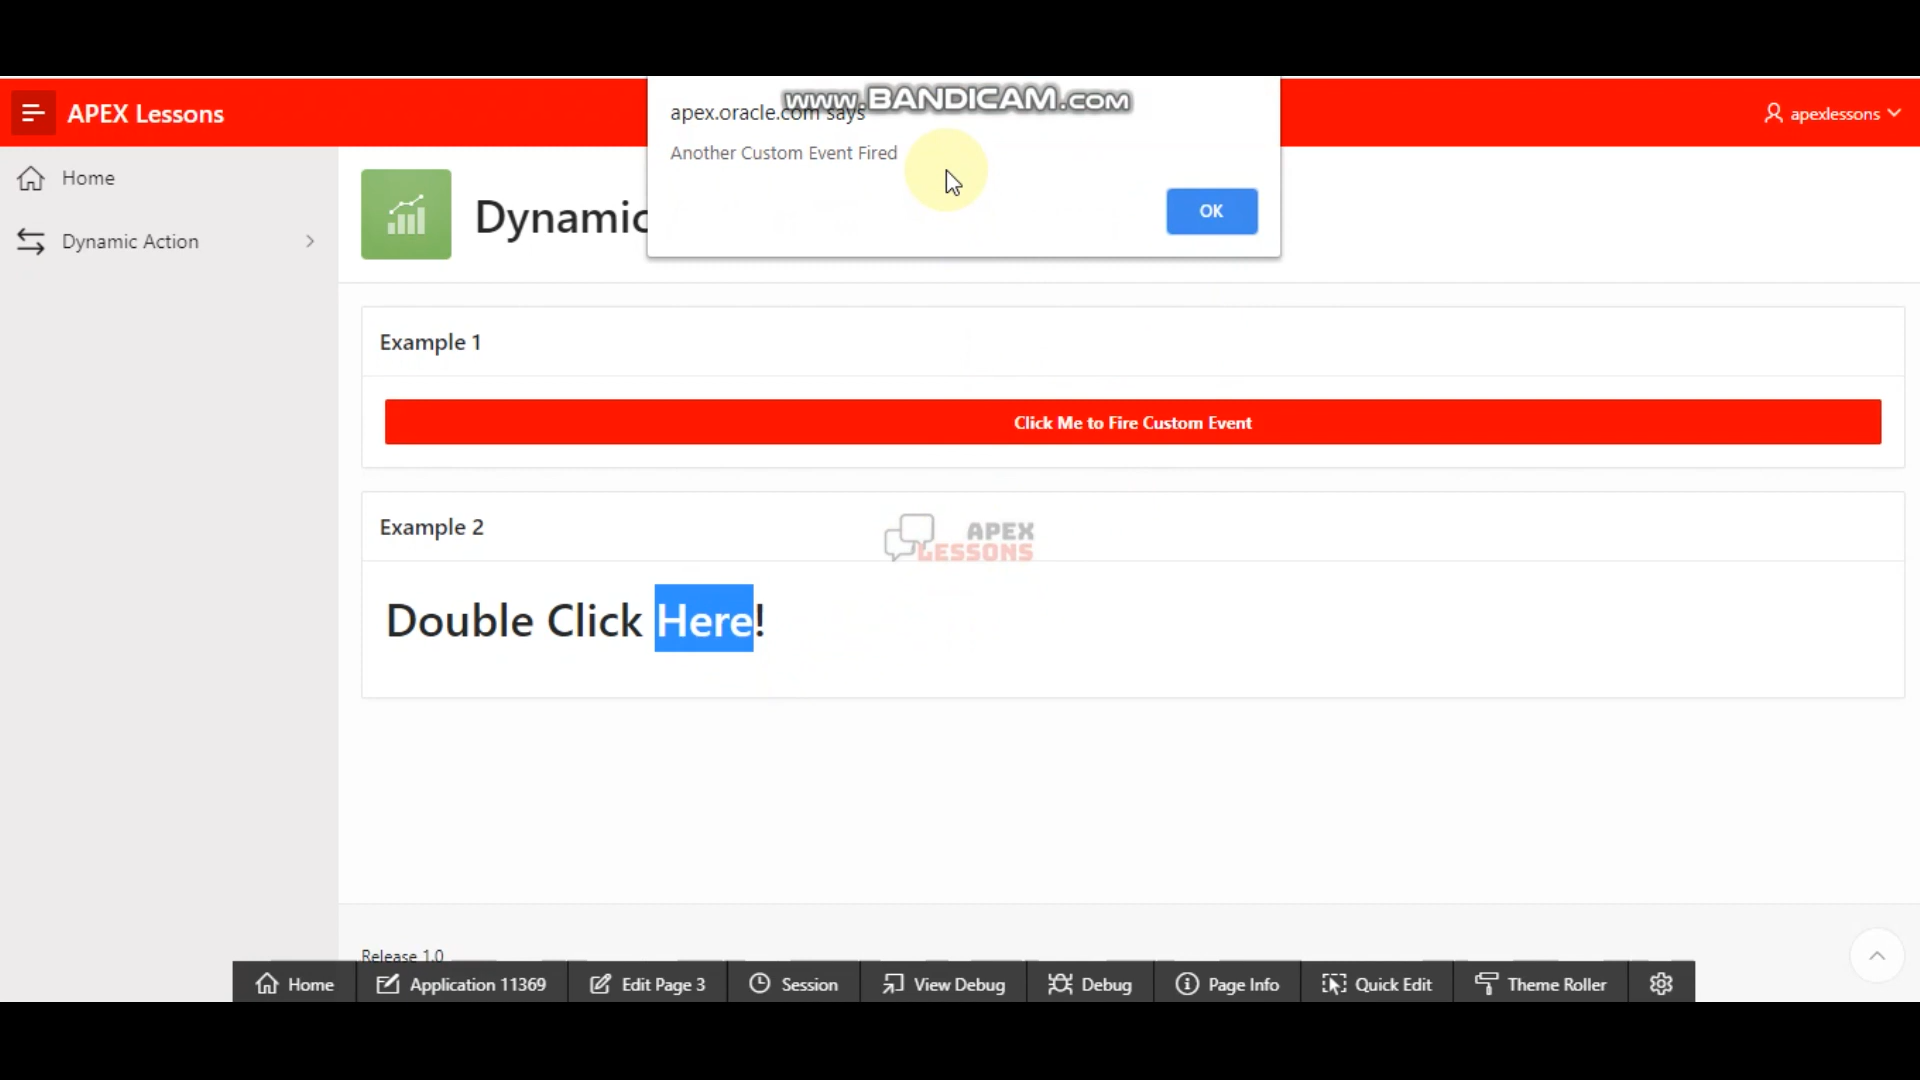 www.BANDICAM.com
APEX Lessons
apex.oracle.com says
apexlessons
Another Custom Event Fired
OK
Home
Dynamic Action
Dynamic
Example 1
Click Me to Fire Custom Event
Example 2
APEX
LESSONS
Double Click Here!
Release 1.0
Home
Application 11369
Edit Page 3
Session
View Debug
Debug
Page Info
Quick Edit
Theme Roller